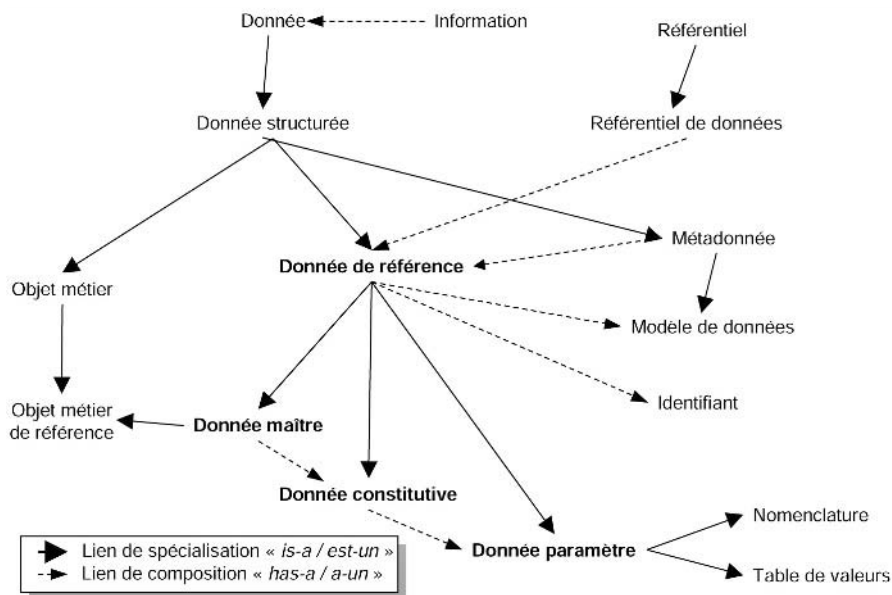 Donnée
Information
Référentiel
Donnée structurée
Référentiel de données
Métadonnée
Donnée de référence
Objet métier
Modèle de données
Identifiant
Objet métier
de référence
Donnée maître
Donnée constitutive
Nomenclature
Donnée paramètre
Table de valeurs
Lien de spécialisation « is-a / est-un »
Lien de composition « has-a / a-un »